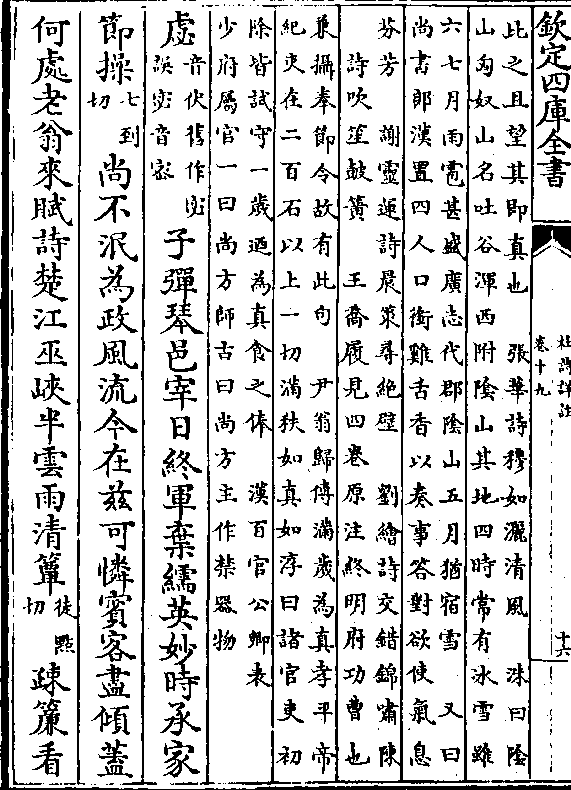 欽定四庫全書
杜詩詳註
卷十九
十六
此之且望其即真也 張華詩穆如灑清風 洙曰陰
山匈奴山名吐谷渾西附隂山其地四時常有冰雪雖
六七月雨雹甚盛廣志代郡隂山五月猶宿雪 又曰
尚書郎漢置四人口銜雞舌香以奏事答對欲使氣息
芬芳 謝靈運詩晨策尋絶壁 劉繪詩交錯錦嘯陳
詩吹笙鼓簧 王喬履見四卷原注終明府功曹也
兼攝奉節令故有此句 尹翁歸傳滿歲為真孝平帝
紀吏在二百石以上一切滿秩如真如淳曰諸官吏初
除皆試守一歲廼為真食之俸 漢百官公卿表
少府屬官一曰尚方師古曰尚方主作禁器物
虙
音伏舊作宓
誤宓音密
子彈琴邑宰日終軍棄繻英妙時承家
節操
七到
切
尚不泯為政風流今在兹可憐賓客盡傾蓋
何處老翁來賦詩楚江巫峽半雲雨清簟
徒㸃
切
疎簾看